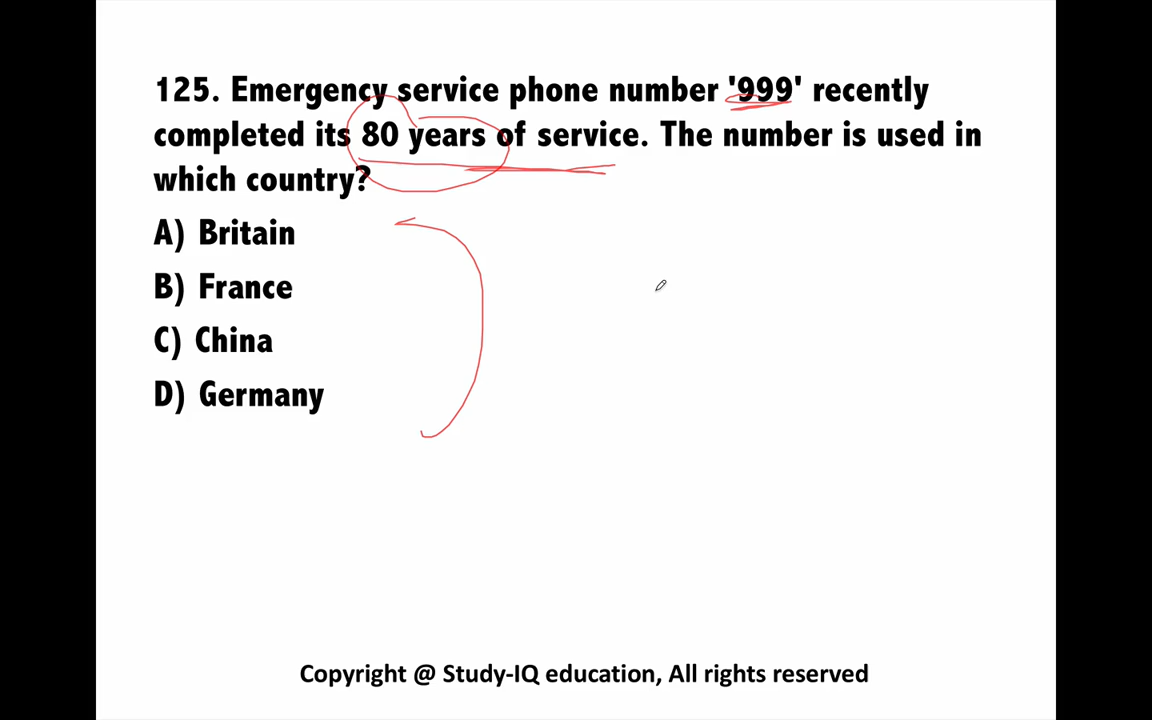 125. Emergency service phone number '999' recently
completed its 80 years of service. The number is used in
which country?
A) Britain
B) France
C) China
D) Germany
Copyright @ Study-IQ education, All rights reserved